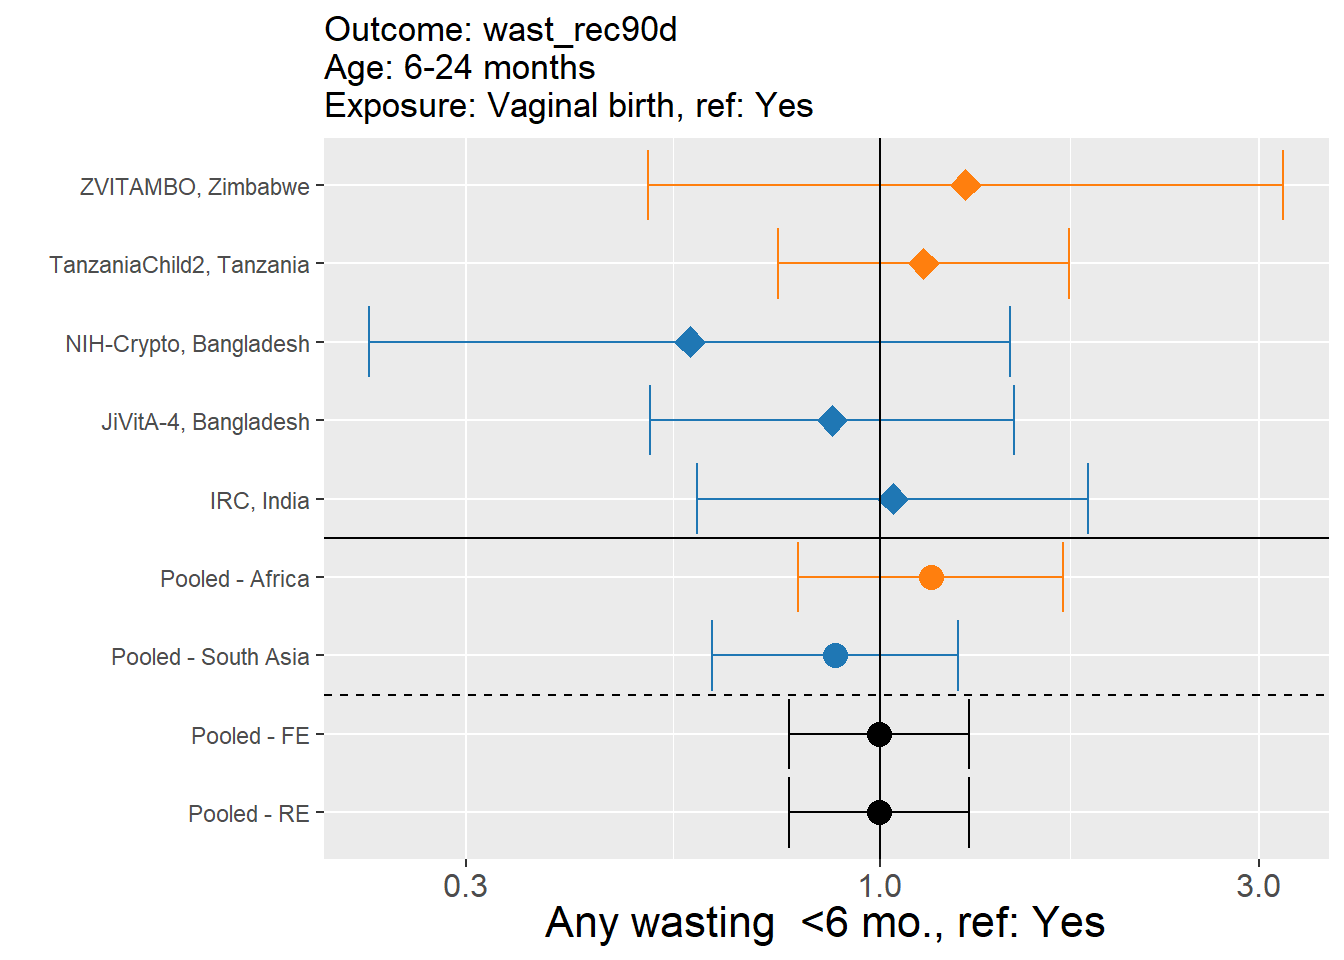 Outcome: wast_rec90d
Age: 6-24 months
Exposure: Vaginal birth, ref: Yes
ZVITAMBO, Zimbabwe
TanzaniaChild2, Tanzania
NIH-Crypto, Bangladesh
JiVitA-4, Bangladesh
IRC, India
Pooled - Africa
Pooled - South Asia
Pooled - FE
Pooled - RE
0.3 1.0 3.0
Any wasting  <6 mo., ref: Yes